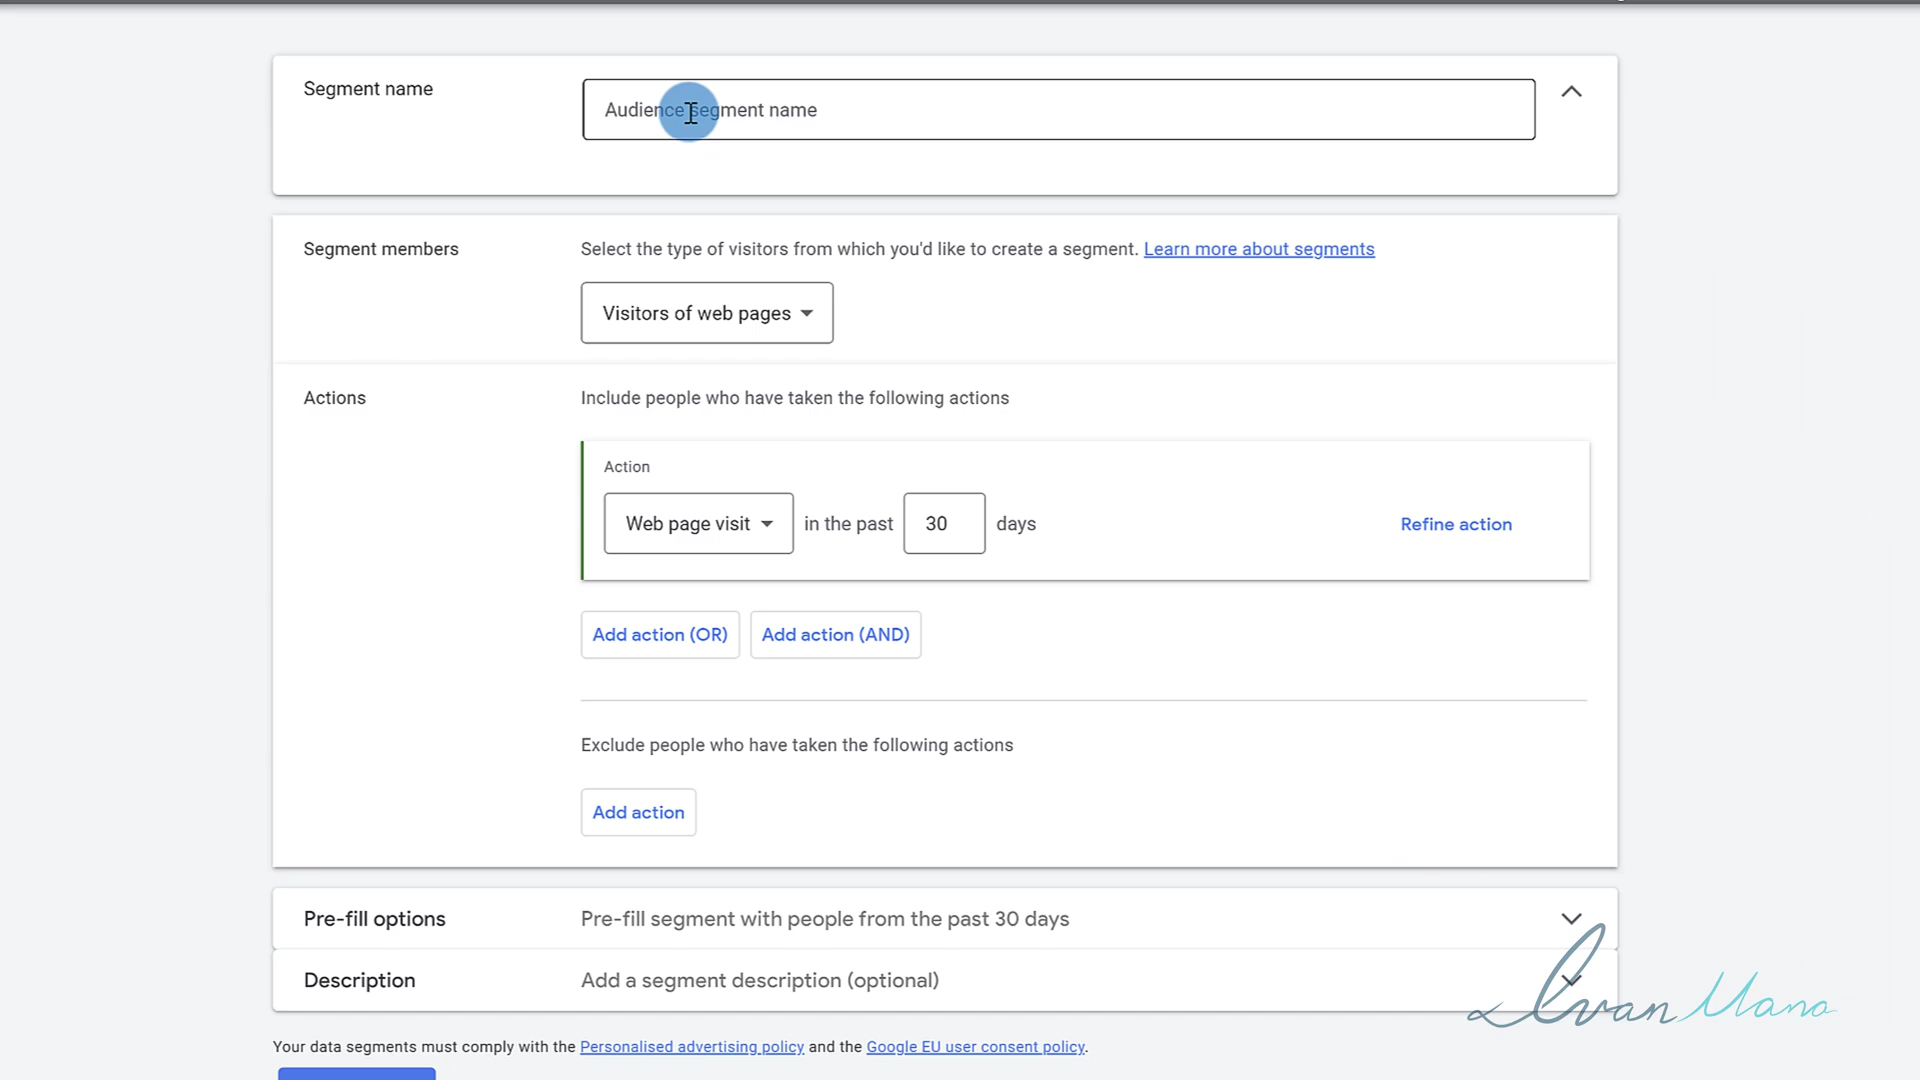 Segment name
Audience segment name
Segment members
Select the type of visitors from which you'd like to create a segment. Learn more about segments
Visitors of web pages
Actions
Include people who have taken the following actions
Action
Web page visit in the past 30 days Refine action
Add action (OR) Add action (AND)
Exclude people who have taken the following actions
Add action
Pre-fill options Pre-fill segment with people from the past 30 days
Description Add a segment description (optional)
Ivan Mana
Your data segments must comply with the Personalised advertising policy and the Google EU user consent policy.